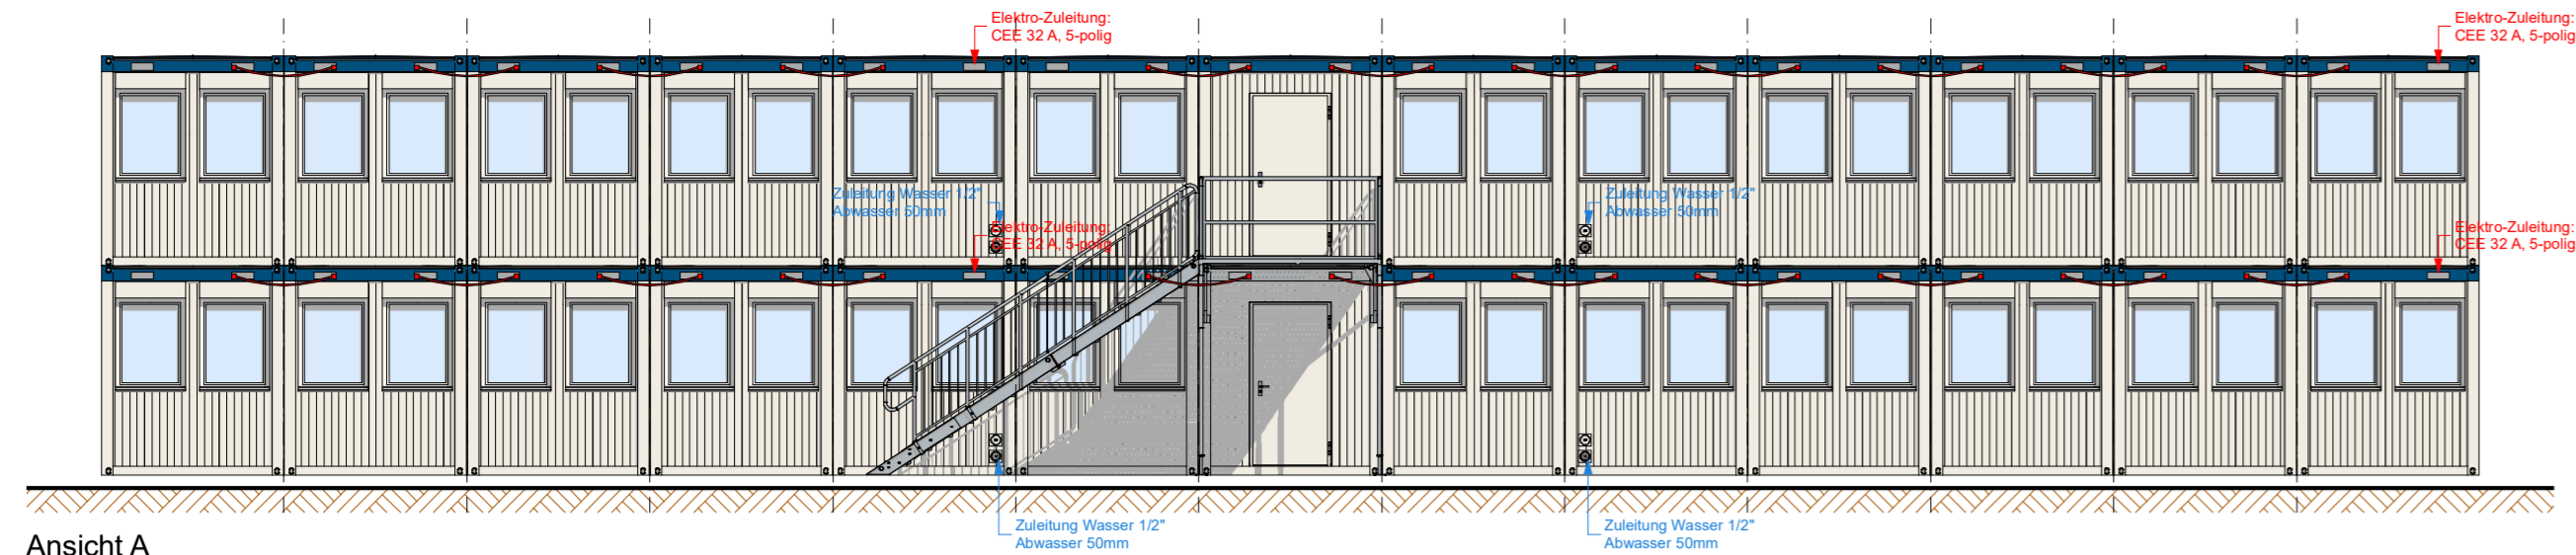 Elektro-Zuleitung:
CEE 32 A, 5-polig
Elektro-Zuleitung:
CEE 32 A, 5-polig
Zuleitung Wasser 1/2"
Abwasser 50mm
Zuleitung Wasser 1/2"
Abwasser 50mm
Elektro-Zuleitung:
CEE 32 A, 5-polig
Elektro-Zuleitung:
CEE 32 A, 5-polig
Zuleitung Wasser 1/2"
Abwasser 50mm
Zuleitung Wasser 1/2"
Abwasser 50mm
Ansicht A